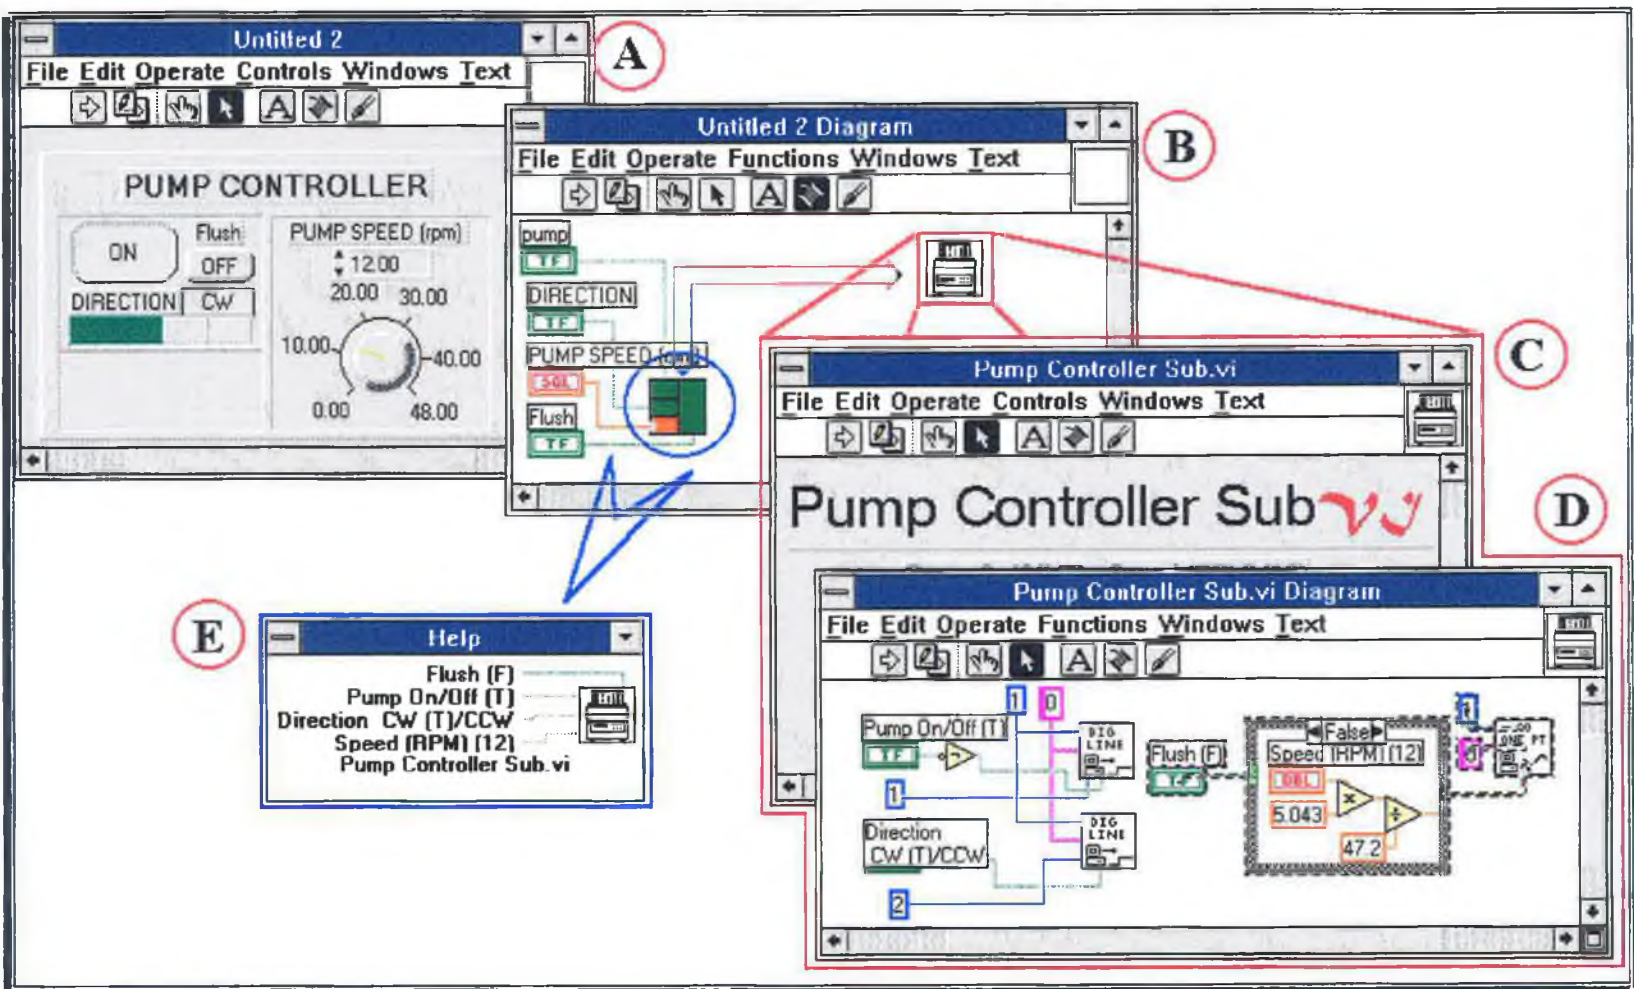 Untitled 2
File Edit Operate Controls Windows Text
A
PUMP CONTROLLER
ON
Flush
OFF
DIRECTION CW
PUMP SPEED (rpm)
12.00
20.00 30.00
10.00
40.00
0.00
48.00
A
Untitled 2 Diagram
File Edit Operate Functions Windows Text
A
pump
TF
DIRECTION
TF
PUMP SPEED
SGL
Flush
TF
B
Pump Controller Sub.vi
File Edit Operate Controls Windows Text
A
Pump Controller Sub vi
C
Pump Controller Sub.vi Diagram
File Edit Operate Functions Windows Text
A
1
0
Pump On/Off (T)
TF
DIG
LINE
1
Direction
CW (T)/CCW
DIG
LINE
2
Flush (F)
TF
False
Speed (RPM) (12)
5.043
47.2
ONE PT
D
Help
Flush (F)
Pump On/Off (T)
Direction CW (T)/CCW
Speed (RPM) (12)
Pump Controller Sub.vi
E